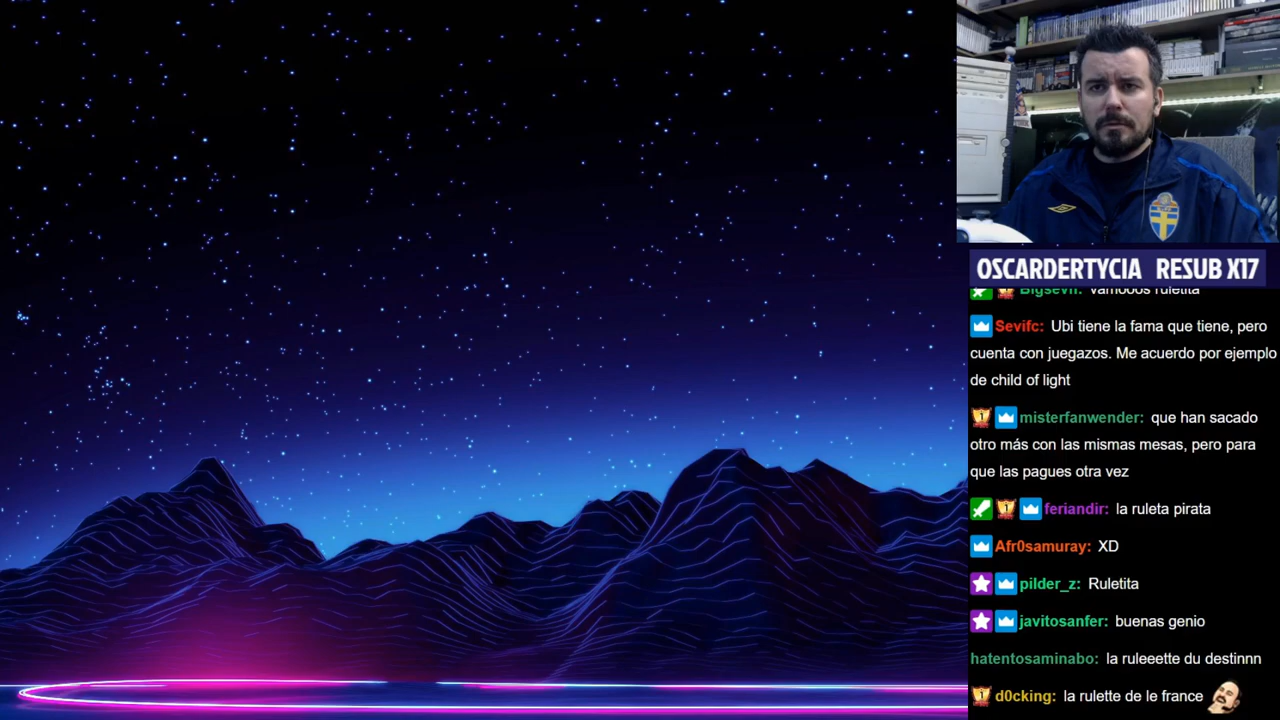 OSCARDERTYCIA RESUB X17
Bigsevii: vamooos ruletita
Sevifc: Ubi tiene la fama que tiene, pero
cuenta con juegazos. Me acuerdo por ejemplo
de child of light
misterfanwender: que han sacado
otro más con las mismas mesas, pero para
que las pagues otra vez
feriandir: la ruleta pirata
Afr0samuray: XD
pilder_z: Ruletita
javitosanfer: buenas genio
hatentosaminabo: la ruleeette du destinnn
d0cking: la rulette de le france